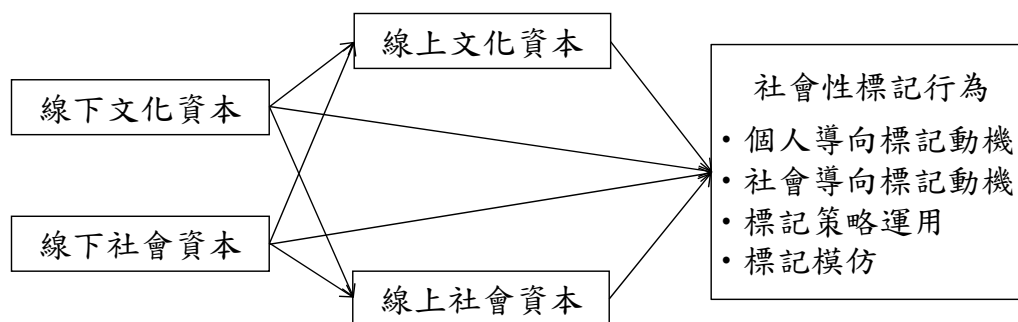 線上文化資本
線下文化資本
線下社會資本
線上社會資本
社會性標記行為
・個人導向標記動機
・社會導向標記動機
・標記策略運用
・標記模仿